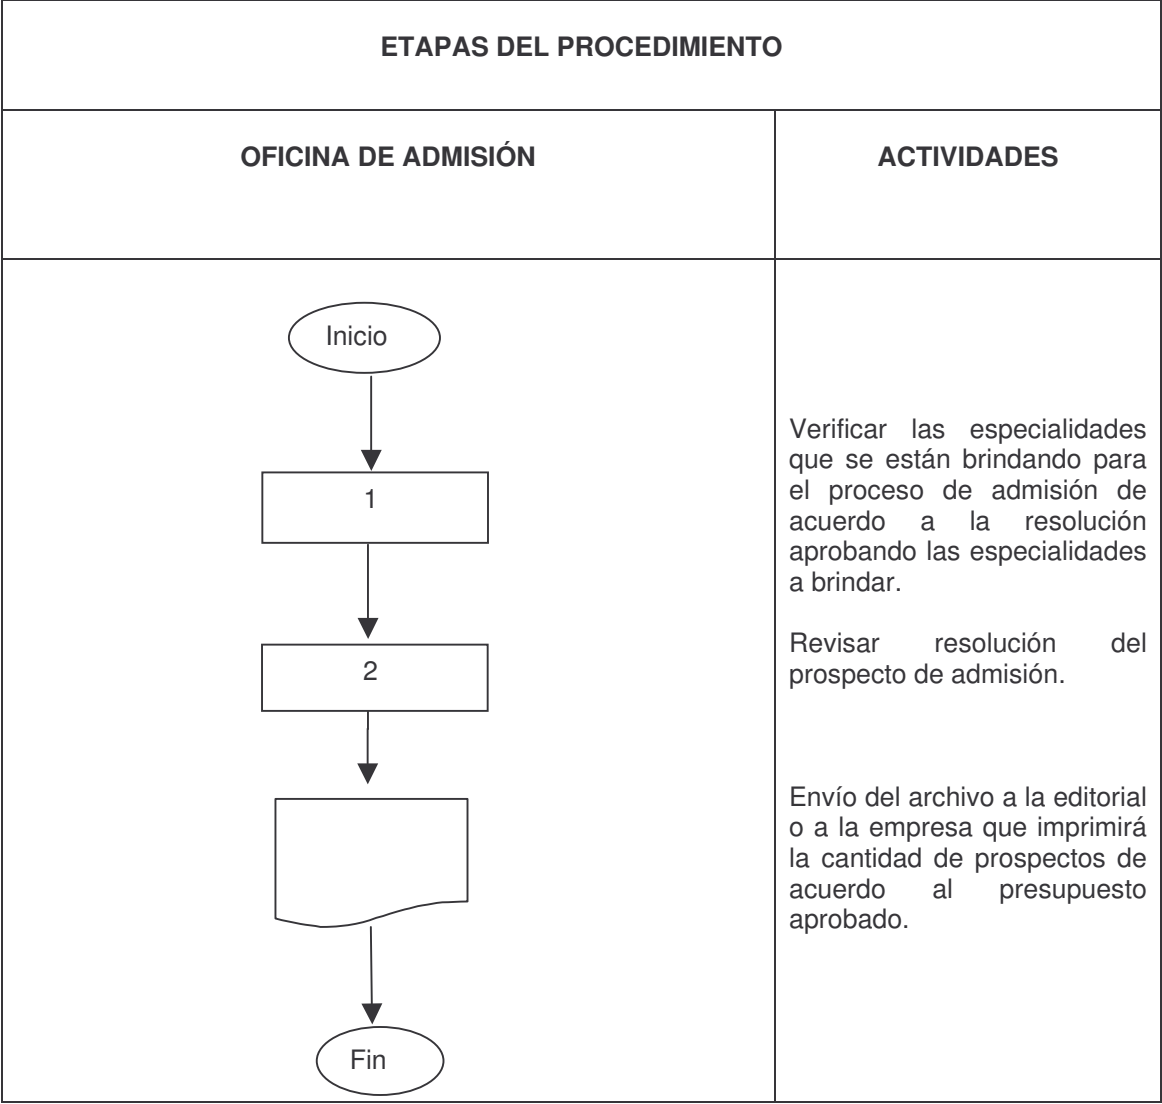 ETAPAS DEL PROCEDIMIENTO
OFICINA DE ADMISIÓN
ACTIVIDADES
Inicio
1
2
Fin
Verificar las especialidades
que se están brindando para
el proceso de admisión de
acuerdo a la resolución
aprobando las especialidades
a brindar.
Revisar resolución del
prospecto de admisión.
Envío del archivo a la editorial
o a la empresa que imprimirá
la cantidad de prospectos de
acuerdo al presupuesto
aprobado.